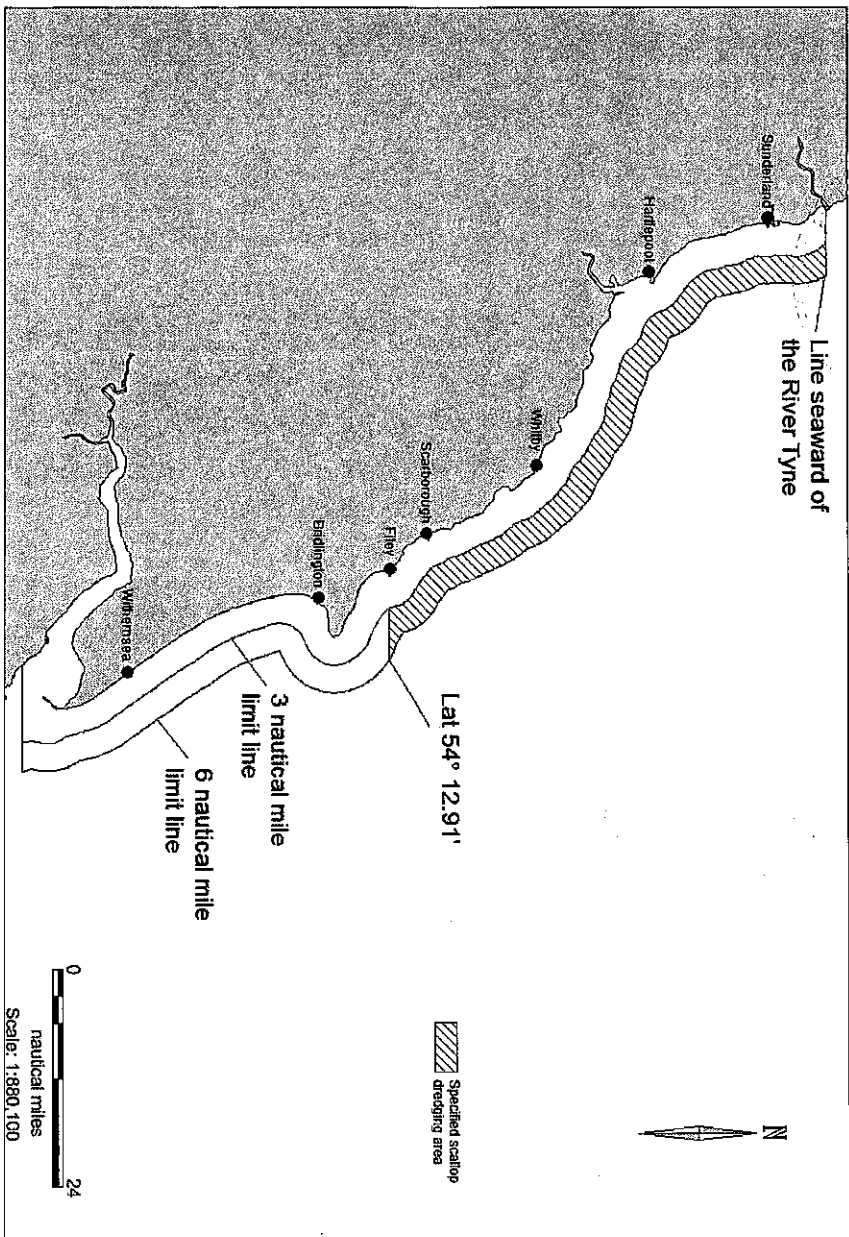 Line seaward of
the River Tyne
Sunderland
Hartlepool
Whitby
Scarborough
Filey
Bridlington
Withernsea
Lat 54° 12.91'
3 nautical mile
limit line
6 nautical mile
limit line
N
Specified scallop
dredging area
0
24
nautical miles
Scale: 1:880,100